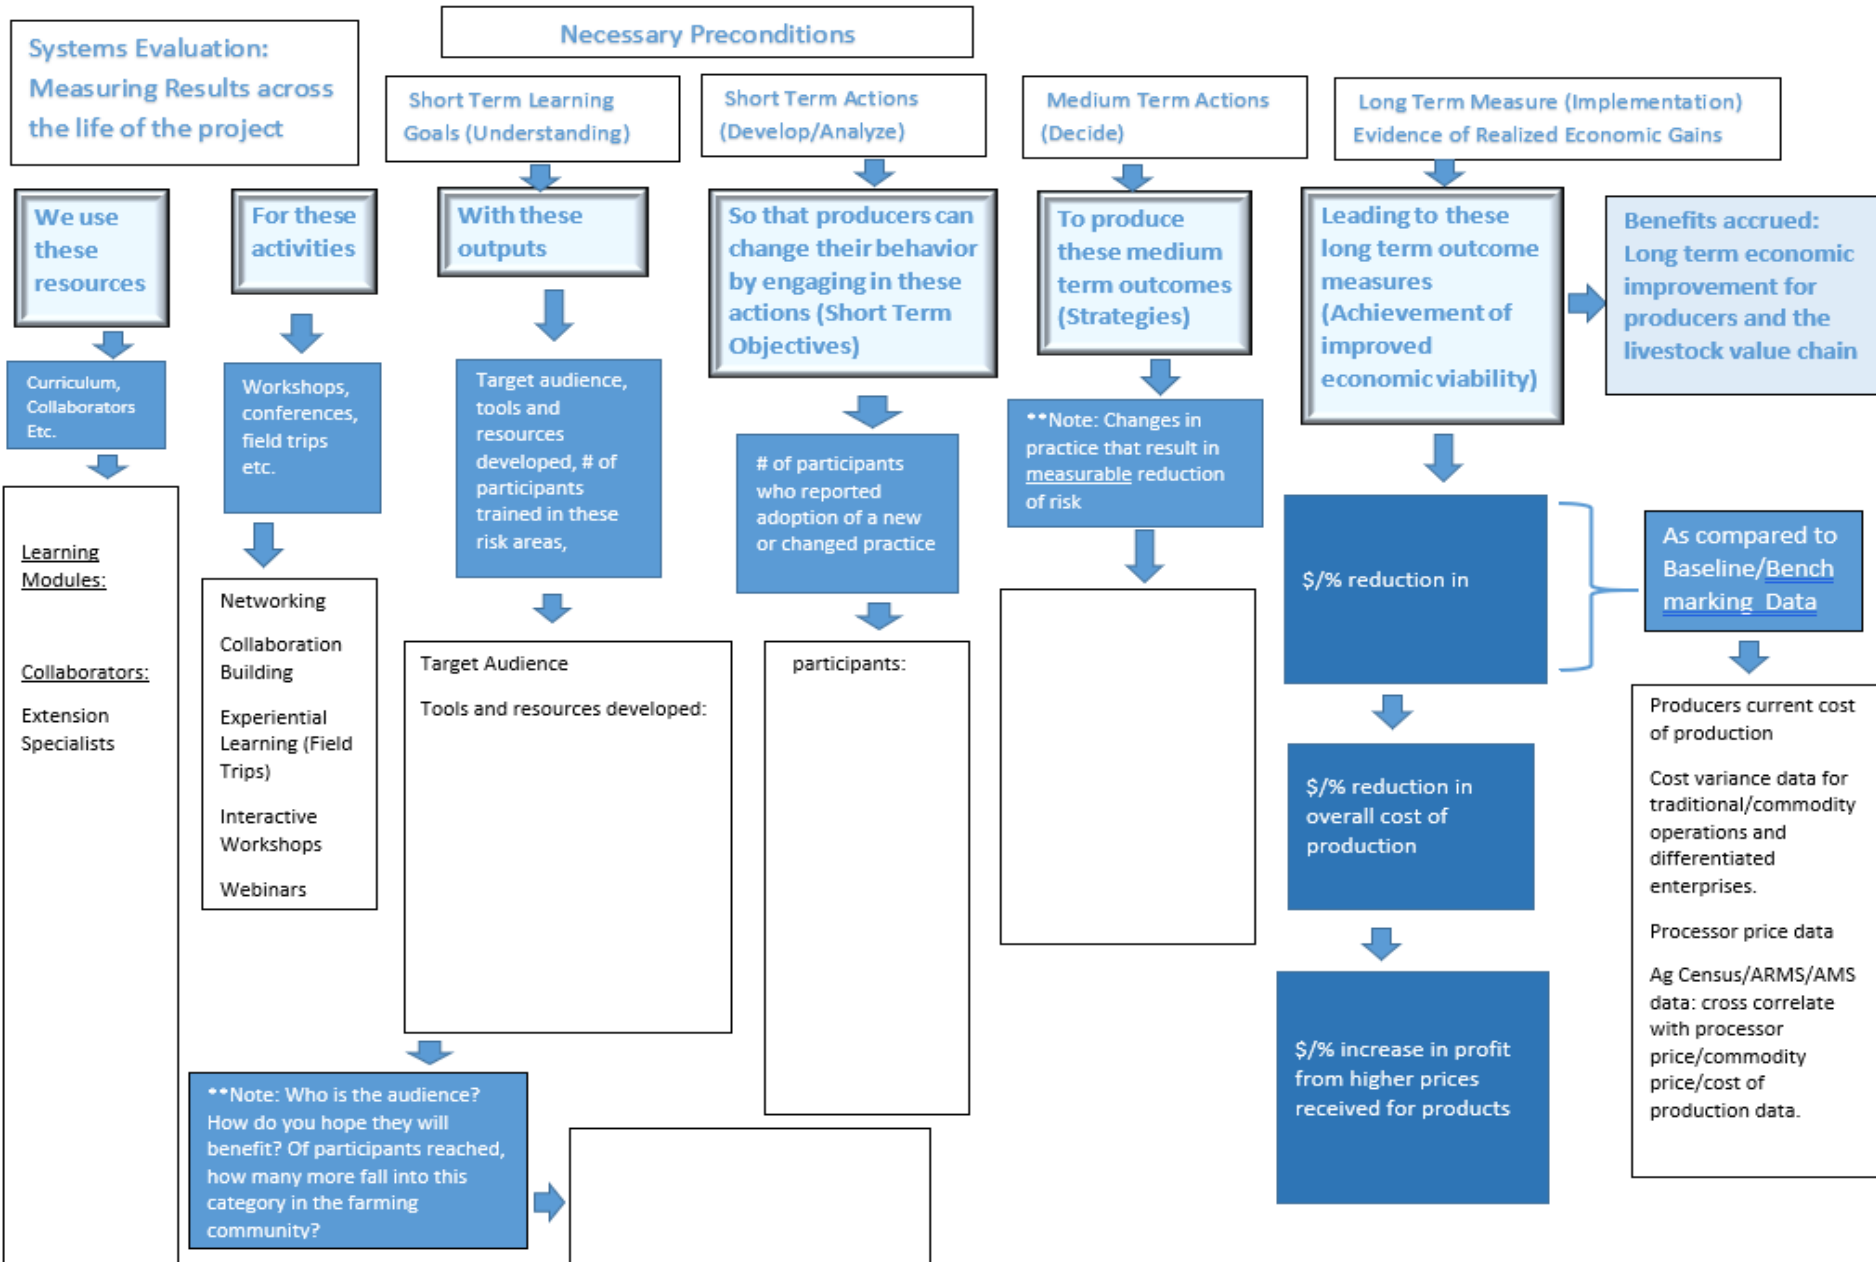 Systems Evaluation:
Measuring Results across
the life of the project
Necessary Preconditions
Short Term Learning
Goals (Understanding)
Short Term Actions
(Develop/Analyze)
Medium Term Actions
(Decide)
Long Term Measure (Implementation)
Evidence of Realized Economic Gains
We use
these
resources
For these
activities
With these
outputs
So that producers can
change their behavior
by engaging in these
actions (Short Term
Objectives)
To produce
these medium
term outcomes
(Strategies)
Leading to these
long term outcome
measures
(Achievement of
improved
economic viability)
Benefits accrued:
Long term economic
improvement for
producers and the
livestock value chain
Curriculum,
Collaborators
Etc.
Workshops,
conferences,
field trips
etc.
Target audience,
tools and
resources
developed, # of
participants
trained in these
risk areas,
# of participants
who reported
adoption of a new
or changed practice
**Note: Changes in
practice that result in
measurable reduction
of risk
Learning
Modules:
Collaborators:
Extension
Specialists
Networking
Collaboration
Building
Experiential
Learning (Field
Trips)
Interactive
Workshops
Webinars
Target Audience
Tools and resources developed:
participants:
$/% reduction in
As compared to
Baseline/Bench
marking Data
$/% reduction in
overall cost of
production
$/% increase in profit
from higher prices
received for products
Producers current cost
of production
Cost variance data for
traditional/commodity
operations and
differentiated
enterprises.
Processor price data
Ag Census/ARMS/AMS
data: cross correlate
with processor
price/commodity
price/cost of
production data.
**Note: Who is the audience?
How do you hope they will
benefit? Of participants reached,
how many more fall into this
category in the farming
community?